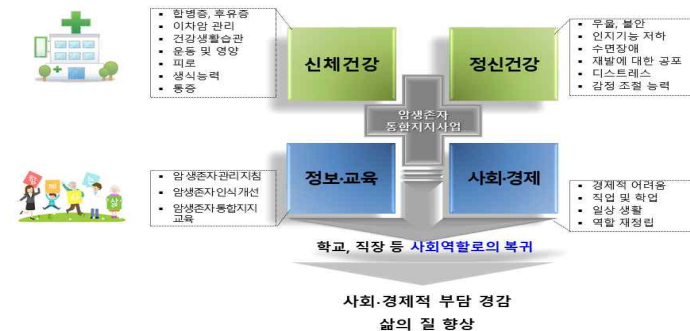 합병증, 후유증
이차암 관리
건강생활습관
운동 및 영양
피로
생식능력
통증
신체건강
정신건강
우울, 불안
인지기능 저하
수면장애
재발에 대한 공포
디스트레스
감정 조절 능력
암생존자
통합지지사업
암생존자관리지침
암생존자인식개선
암생존자통합지지
교육
정보·교육
사회·경제
경제적 어려움
직업 및 학업
일상 생활
역할 재정립
학교, 직장 등 사회역할로의 복귀
사회·경제적 부담 경감
삶의 질 향상